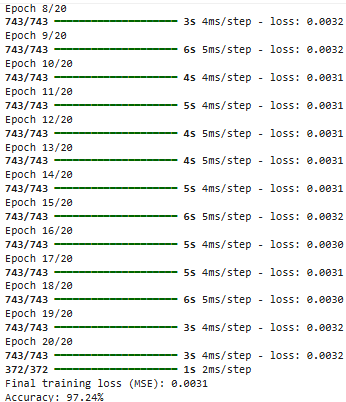 Epoch 8/20
743/743 ━━━━━━━━━━━━━━━━━━━━ 3s 4ms/step - loss: 0.0032
Epoch 9/20
743/743 ━━━━━━━━━━━━━━━━━━━━ 6s 5ms/step - loss: 0.0032
Epoch 10/20
743/743 ━━━━━━━━━━━━━━━━━━━━ 4s 4ms/step - loss: 0.0031
Epoch 11/20
743/743 ━━━━━━━━━━━━━━━━━━━━ 5s 4ms/step - loss: 0.0031
Epoch 12/20
743/743 ━━━━━━━━━━━━━━━━━━━━ 4s 5ms/step - loss: 0.0031
Epoch 13/20
743/743 ━━━━━━━━━━━━━━━━━━━━ 4s 5ms/step - loss: 0.0031
Epoch 14/20
743/743 ━━━━━━━━━━━━━━━━━━━━ 5s 4ms/step - loss: 0.0031
Epoch 15/20
743/743 ━━━━━━━━━━━━━━━━━━━━ 6s 5ms/step - loss: 0.0032
Epoch 16/20
743/743 ━━━━━━━━━━━━━━━━━━━━ 5s 4ms/step - loss: 0.0030
Epoch 17/20
743/743 ━━━━━━━━━━━━━━━━━━━━ 5s 4ms/step - loss: 0.0031
Epoch 18/20
743/743 ━━━━━━━━━━━━━━━━━━━━ 6s 5ms/step - loss: 0.0030
Epoch 19/20
743/743 ━━━━━━━━━━━━━━━━━━━━ 3s 4ms/step - loss: 0.0032
Epoch 20/20
743/743 ━━━━━━━━━━━━━━━━━━━━ 3s 4ms/step - loss: 0.0032
372/372 ━━━━━━━━━━━━━━━━━━━━ 1s 2ms/step
Final training loss (MSE): 0.0031
Accuracy: 97.24%